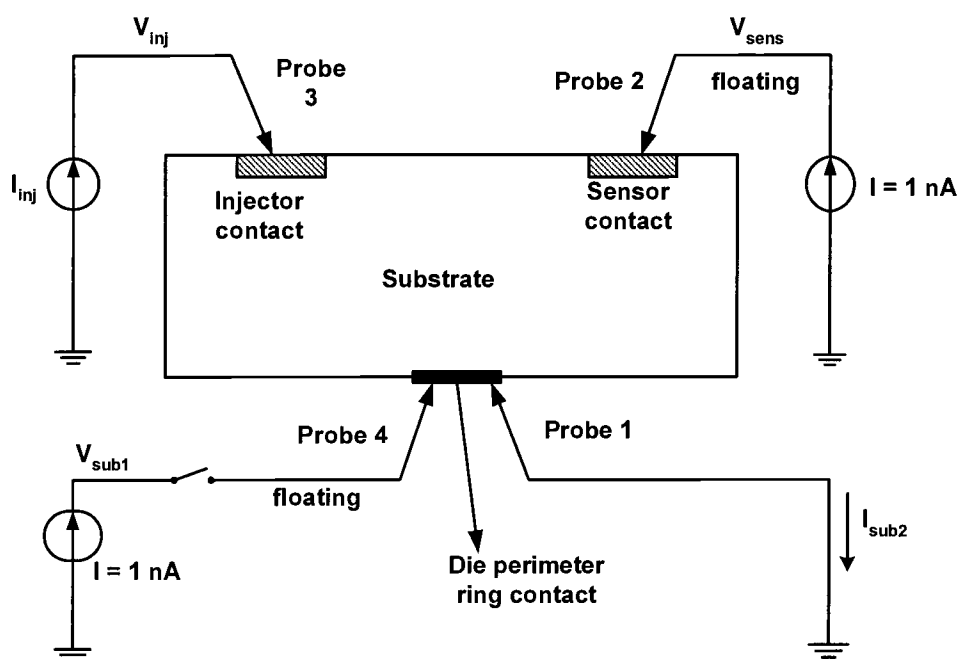 V_inj
V_sens
Probe
3
Probe 2
floating
I_inj
I = 1 nA
Injector
contact
Sensor
contact
Substrate
Probe 4
Probe 1
V_sub1
floating
I_sub2
I = 1 nA
Die perimeter
ring contact